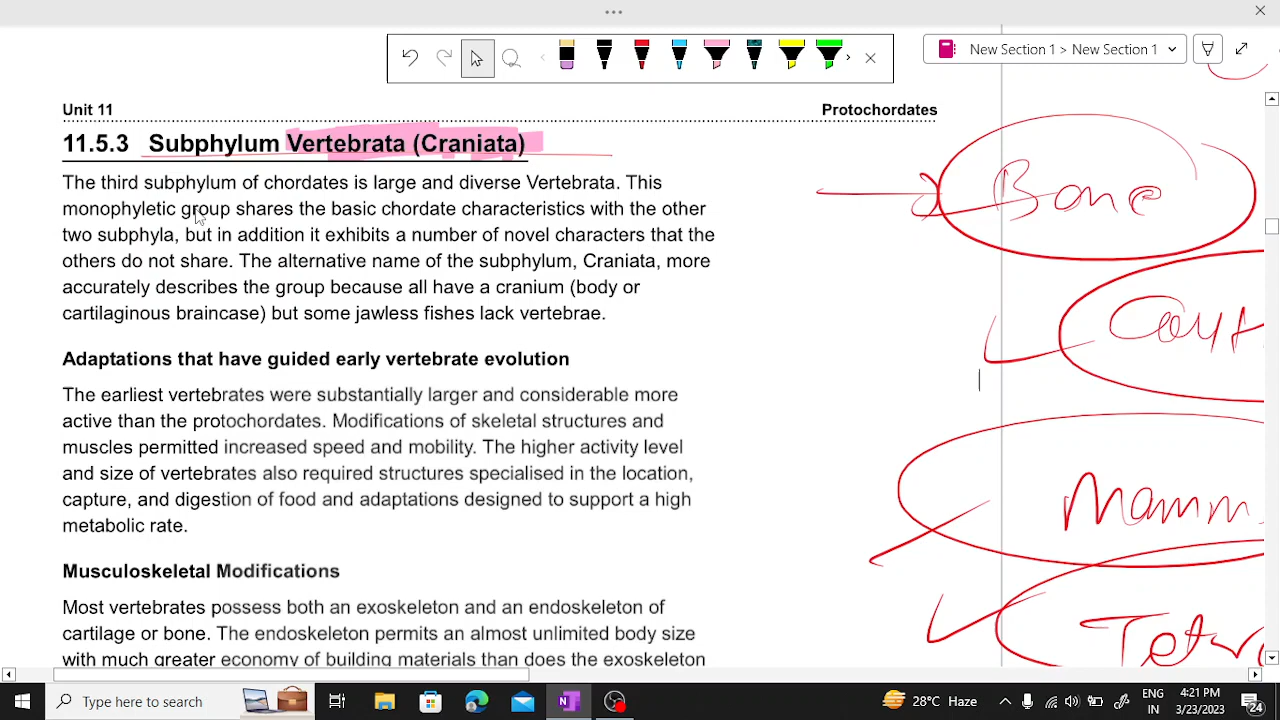 New Section 1 > New Section 1
Unit 11
Protochordates
11.5.3 Subphylum Vertebrata (Craniata)
The third subphylum of chordates is large and diverse Vertebrata. This
monophyletic group shares the basic chordate characteristics with the other
two subphyla, but in addition it exhibits a number of novel characters that the
others do not share. The alternative name of the subphylum, Craniata, more
accurately describes the group because all have a cranium (body or
cartilaginous braincase) but some jawless fishes lack vertebrae.
Adaptations that have guided early vertebrate evolution
The earliest vertebrates were substantially larger and considerable more
active than the protochordates. Modifications of skeletal structures and
muscles permitted increased speed and mobility. The higher activity level
and size of vertebrates also required structures specialised in the location,
capture, and digestion of food and adaptations designed to support a high
metabolic rate.
Musculoskeletal Modifications
Most vertebrates possess both an exoskeleton and an endoskeleton of
cartilage or bone. The endoskeleton permits an almost unlimited body size
with much greater economy of building materials than does the exoskeleton
Bone
Mamm
Tetr
Type here to search
28°C Haze
ENG
IN
4:21 PM
3/23/2023
24